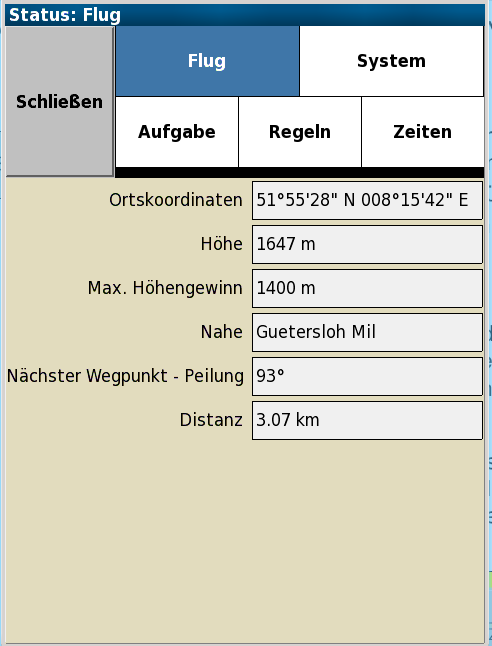 Status: Flug
Schließen
Flug
System
Aufgabe
Regeln
Zeiten
Ortskoordinaten 51°55'28" N 008°15'42" E
Höhe 1647 m
Max. Höhengewinn 1400 m
Nahe Guetersloh Mil
Nächster Wegpunkt - Peilung 93°
Distanz 3.07 km